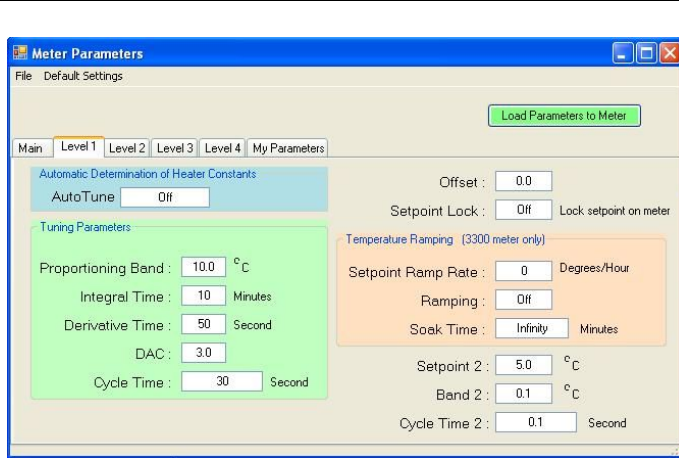 Meter Parameters
File Default Settings
Load Parameters to Meter
Main Level 1 Level 2 Level 3 Level 4 My Parameters
Automatic Determination of Heater Constants
AutoTune Off
Tuning Parameters
Proportioning Band : 10.0 °C
Integral Time : 10 Minutes
Derivative Time : 50 Second
DAC : 3.0
Cycle Time : 30 Second
Offset : 0.0
Setpoint Lock : Off Lock setpoint on meter
Temperature Ramping (3300 meter only)
Setpoint Ramp Rate : 0 Degrees/Hour
Ramping : Off
Soak Time : Infinity Minutes
Setpoint 2 : 5.0 °C
Band 2 : 0.1 °C
Cycle Time 2 : 0.1 Second